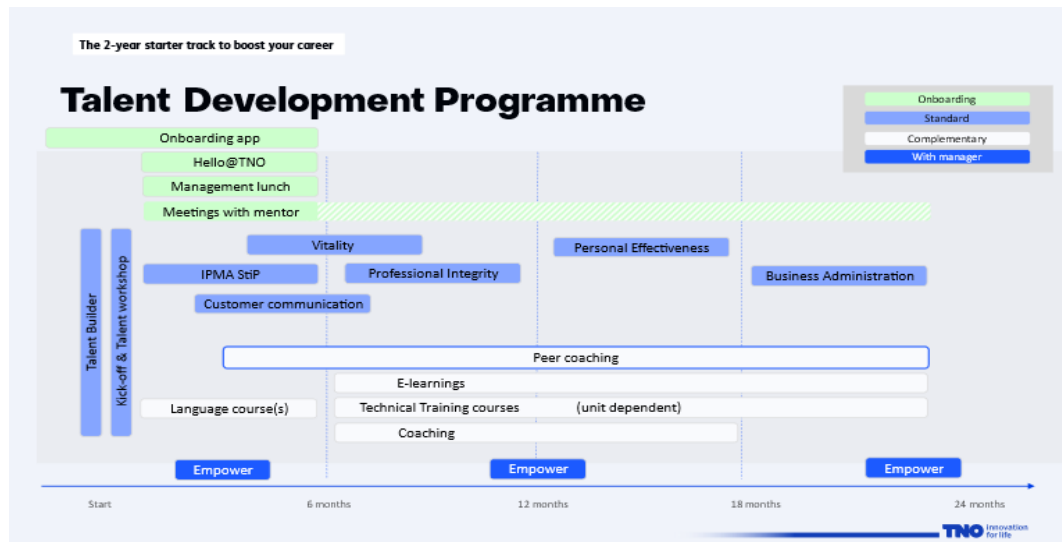 The 2-year starter track to boost your career
Talent Development Programme
Onboarding
Standard
Complementary
With manager
Onboarding app
Hello@TNO
Management lunch
Meetings with mentor
Talent Builder
Kick-off & Talent workshop
Vitality
Personal Effectiveness
IPMA StiP
Professional Integrity
Business Administration
Customer communication
Peer coaching
E-learnings
Language course(s)
Technical Training courses (unit dependent)
Coaching
Empower
Empower
Empower
Start
6 months
12 months
18 months
24 months
TNO innovation
for life